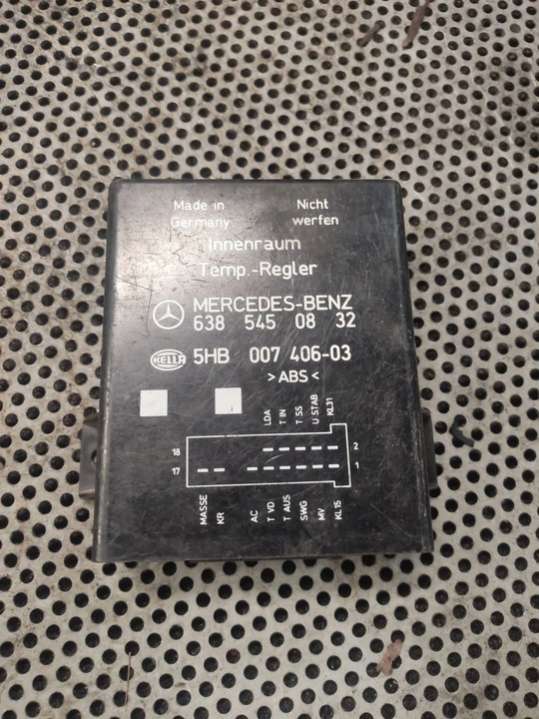 Made in Nicht
Germany werfen
Innenraum
Temp.-Regler
MERCEDES-BENZ
638 545 08 32
HELLA 5HB 007 406-03
>ABS<
LDA T IN T SS U STAB KL31
18 2
17 1
MASSE KR AC T VD T AUS SWG MV KL15